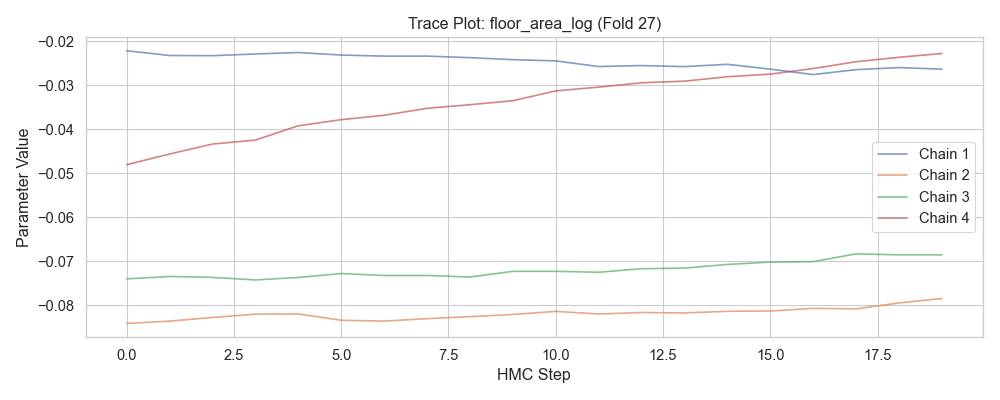 Trace Plot: floor_area_log (Fold 27)
Parameter Value
−0.02
−0.03
−0.04
−0.05
−0.06
−0.07
−0.08
Chain 1
Chain 2
Chain 3
Chain 4
0.0 2.5 5.0 7.5 10.0 12.5 15.0 17.5
HMC Step